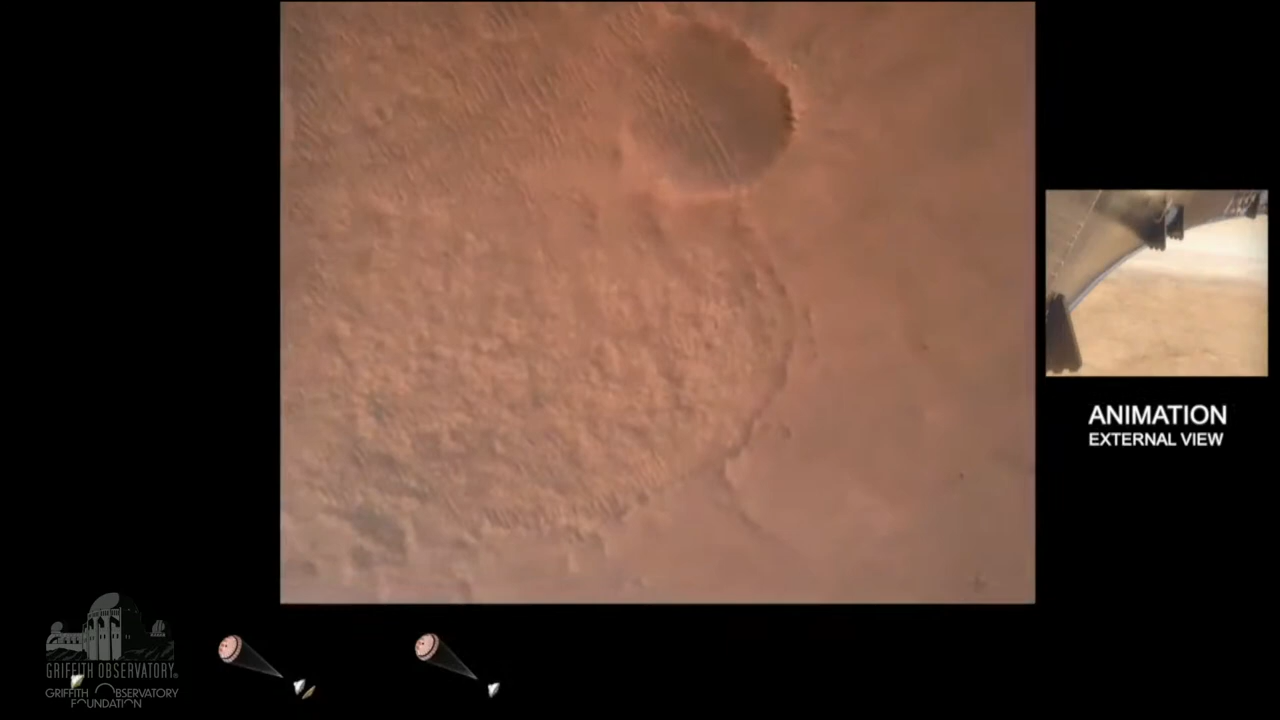 ANIMATION
EXTERNAL VIEW
GRIFFITH OBSERVATORY
GRIFFITH OBSERVATORY
FOUNDATION